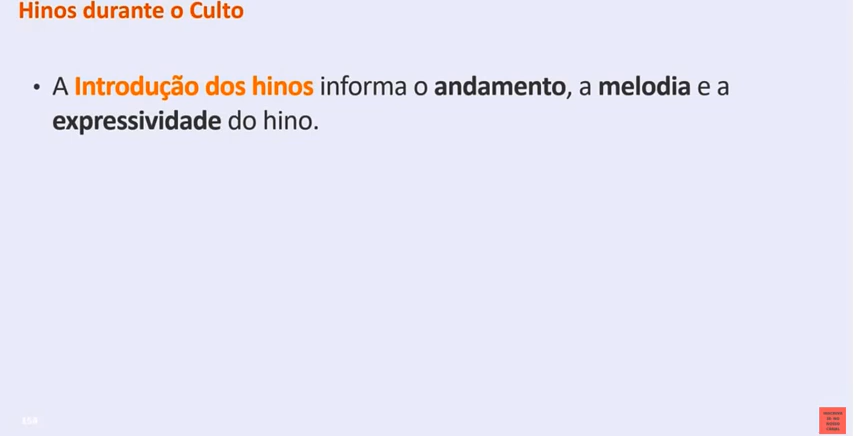 Hinos durante o Culto
• A Introdução dos hinos informa o andamento, a melodia e a
expressividade do hino.